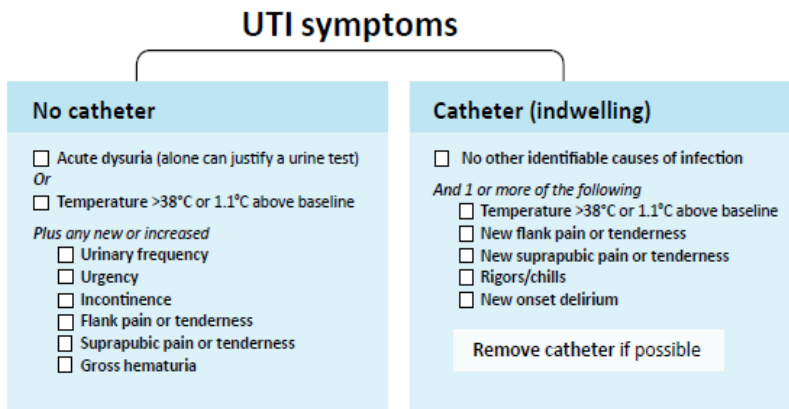 UTI symptoms
No catheter
Acute dysuria (alone can justify a urine test)
Or
Temperature >38°C or 1.1⁰C above baseline
Plus any new or increased
Urinary frequency
Urgency
Incontinence
Flank pain or tenderness
Suprapubic pain or tenderness
Gross hematuria
Catheter (indwelling)
No other identifiable causes of infection
And 1 or more of the following
Temperature >38°C or 1.1⁰C above baseline
New flank pain or tenderness
New suprapubic pain or tenderness
Rigors/chills
New onset delirium
Remove catheter if possible